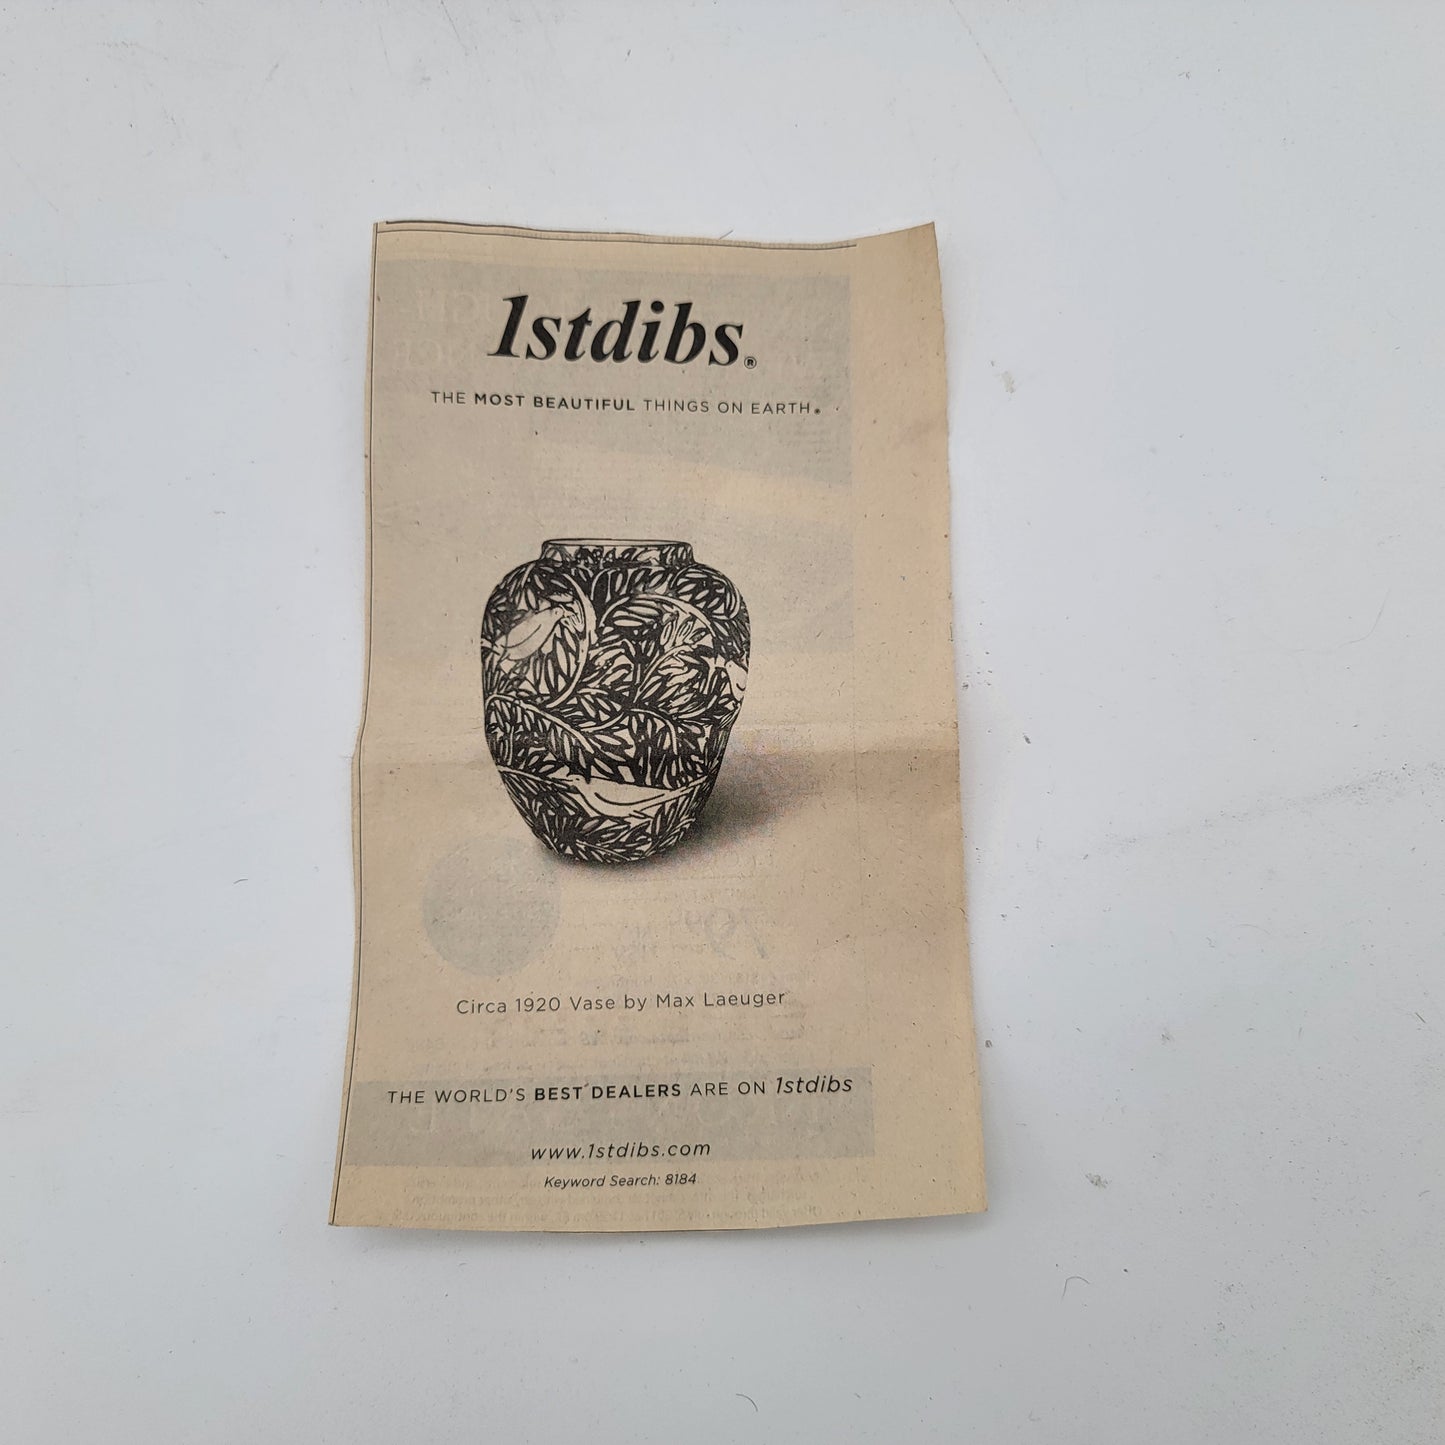 1stdibs®
THE MOST BEAUTIFUL THINGS ON EARTH®
Circa 1920 Vase by Max Laeuger
THE WORLD'S BEST DEALERS ARE ON 1stdibs
www.1stdibs.com
Keyword Search: 8184